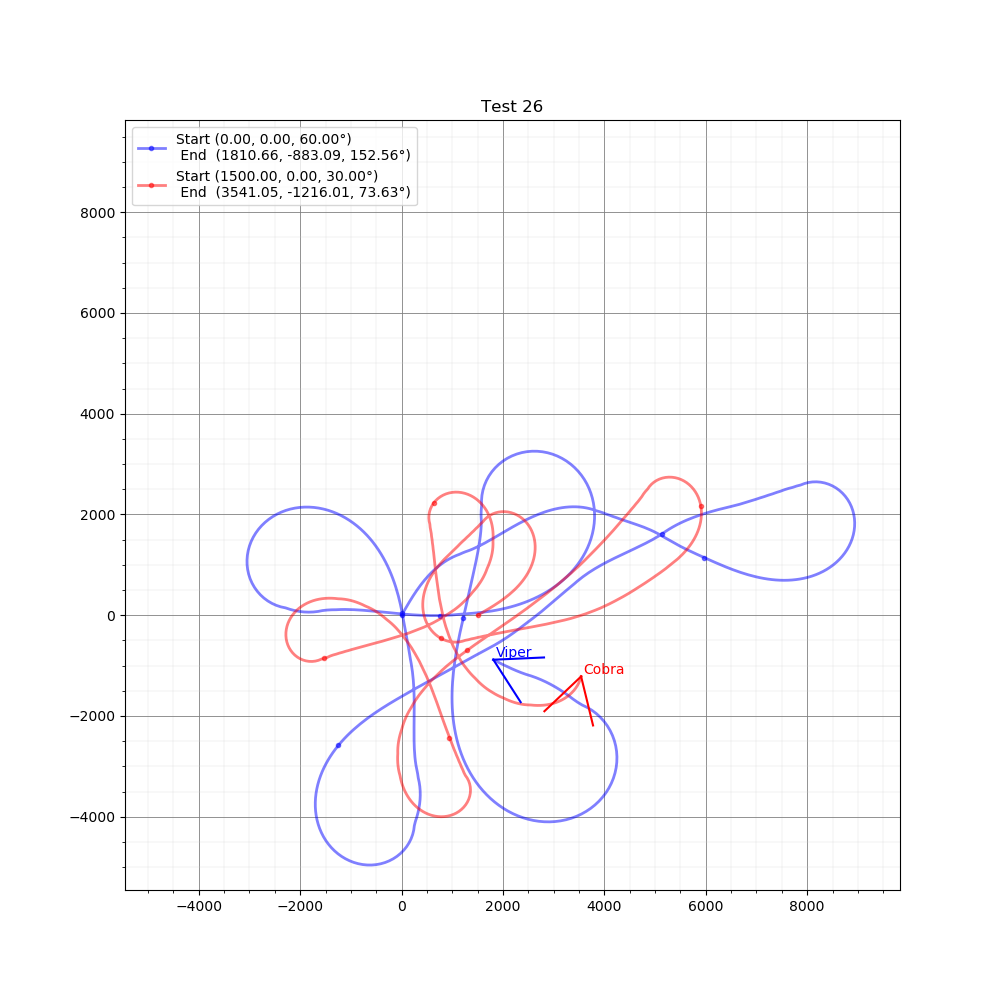 Test 26
Start (0.00, 0.00, 60.00°)
End  (1810.66, -883.09, 152.56°)
Start (1500.00, 0.00, 30.00°)
End  (3541.05, -1216.01, 73.63°)
8000
6000
4000
2000
0
−2000
−4000
Viper
Cobra
−4000 −2000 0 2000 4000 6000 8000